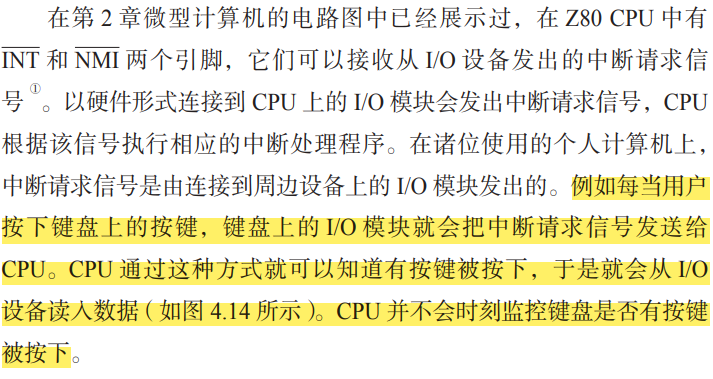 在第 2 章微型计算机的电路图中已经展示过，在 Z80 CPU 中有
INT 和 NMI 两个引脚，它们可以接收从 I/O 设备发出的中断请求信
号①。以硬件形式连接到 CPU 上的 I/O 模块会发出中断请求信号，CPU
根据该信号执行相应的中断处理程序。在诸位使用的个人计算机上，
中断请求信号是由连接到周边设备上的 I/O 模块发出的。例如每当用户
按下键盘上的按键，键盘上的 I/O 模块就会把中断请求信号发送给
CPU。CPU 通过这种方式就可以知道有按键被按下，于是就会从 I/O
设备读入数据（如图 4.14 所示）。CPU 并不会时刻监控键盘是否有按键
被按下。